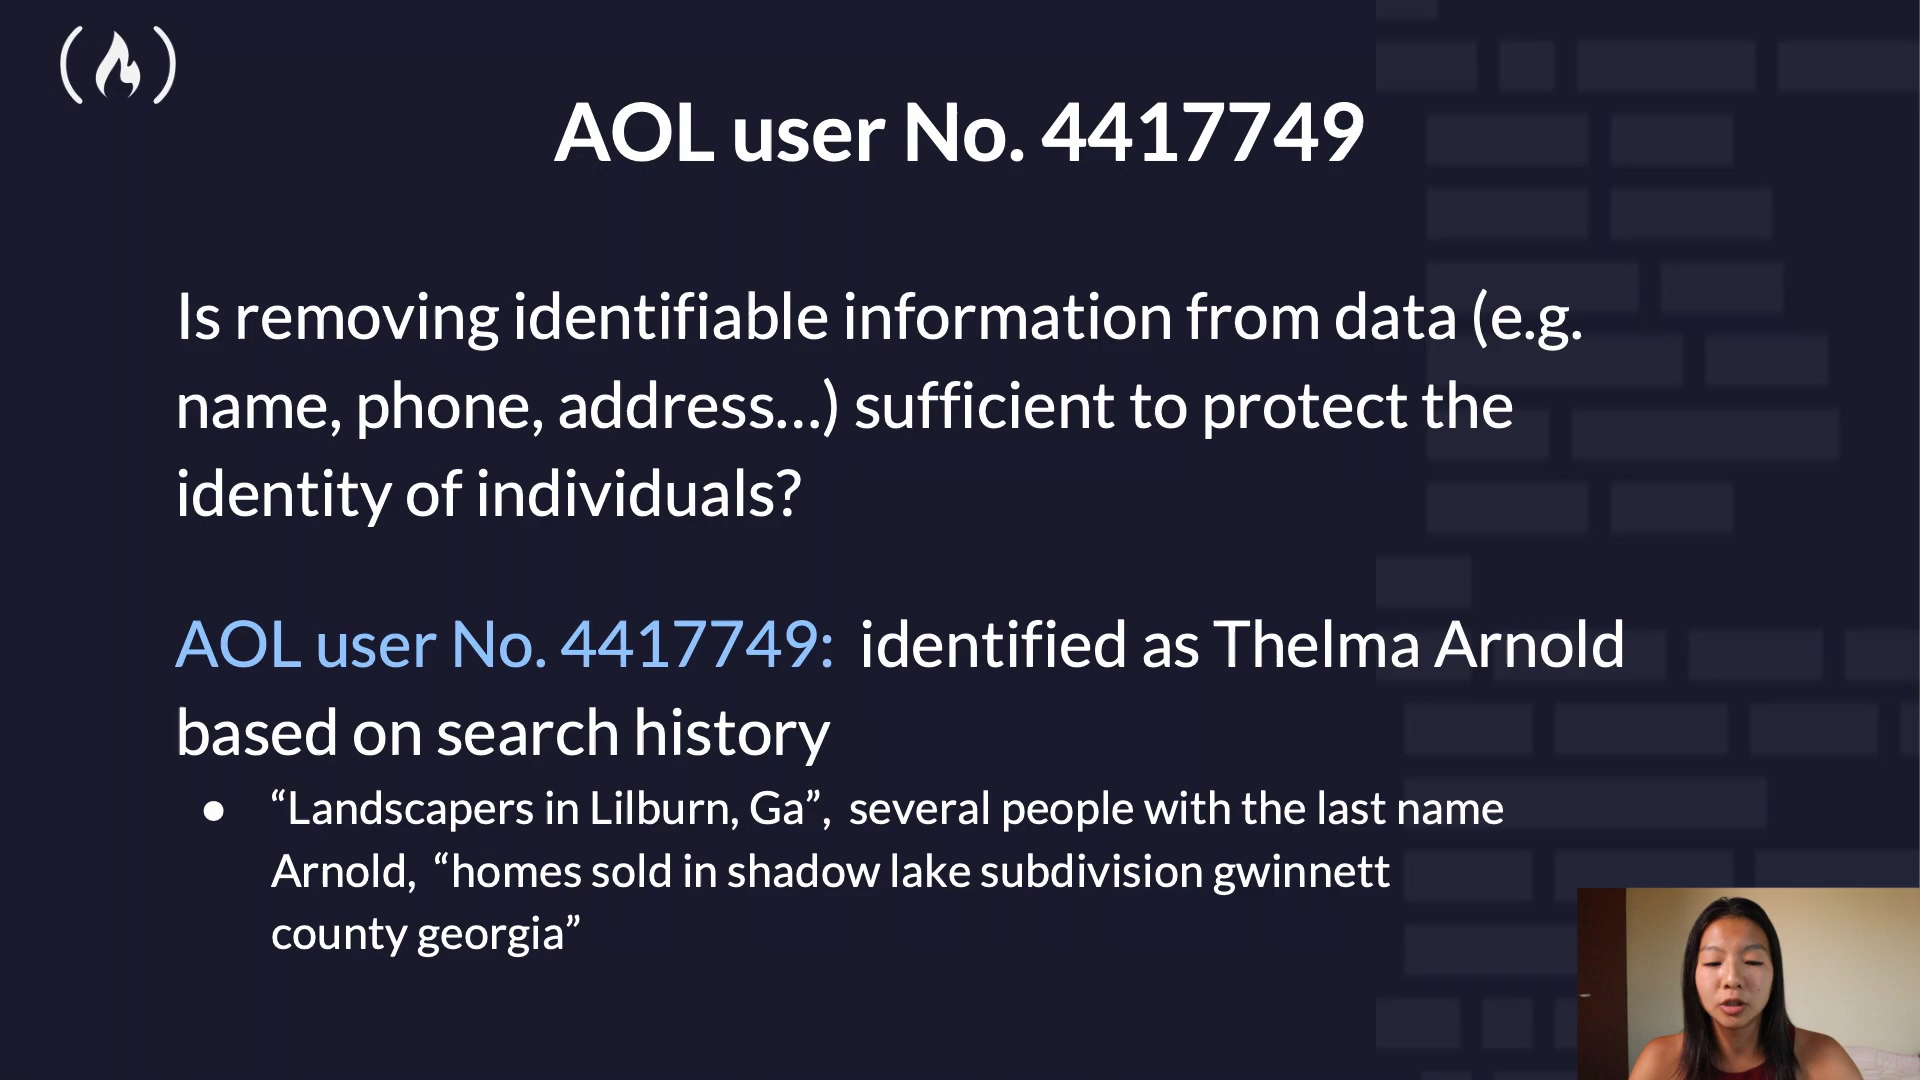 AOL user No. 4417749
Is removing identifiable information from data (e.g.
name, phone, address...) sufficient to protect the
identity of individuals?
AOL user No. 4417749:  identified as Thelma Arnold
based on search history
● “Landscapers in Lilburn, Ga”,  several people with the last name
Arnold,  “homes sold in shadow lake subdivision gwinnett
county georgia”